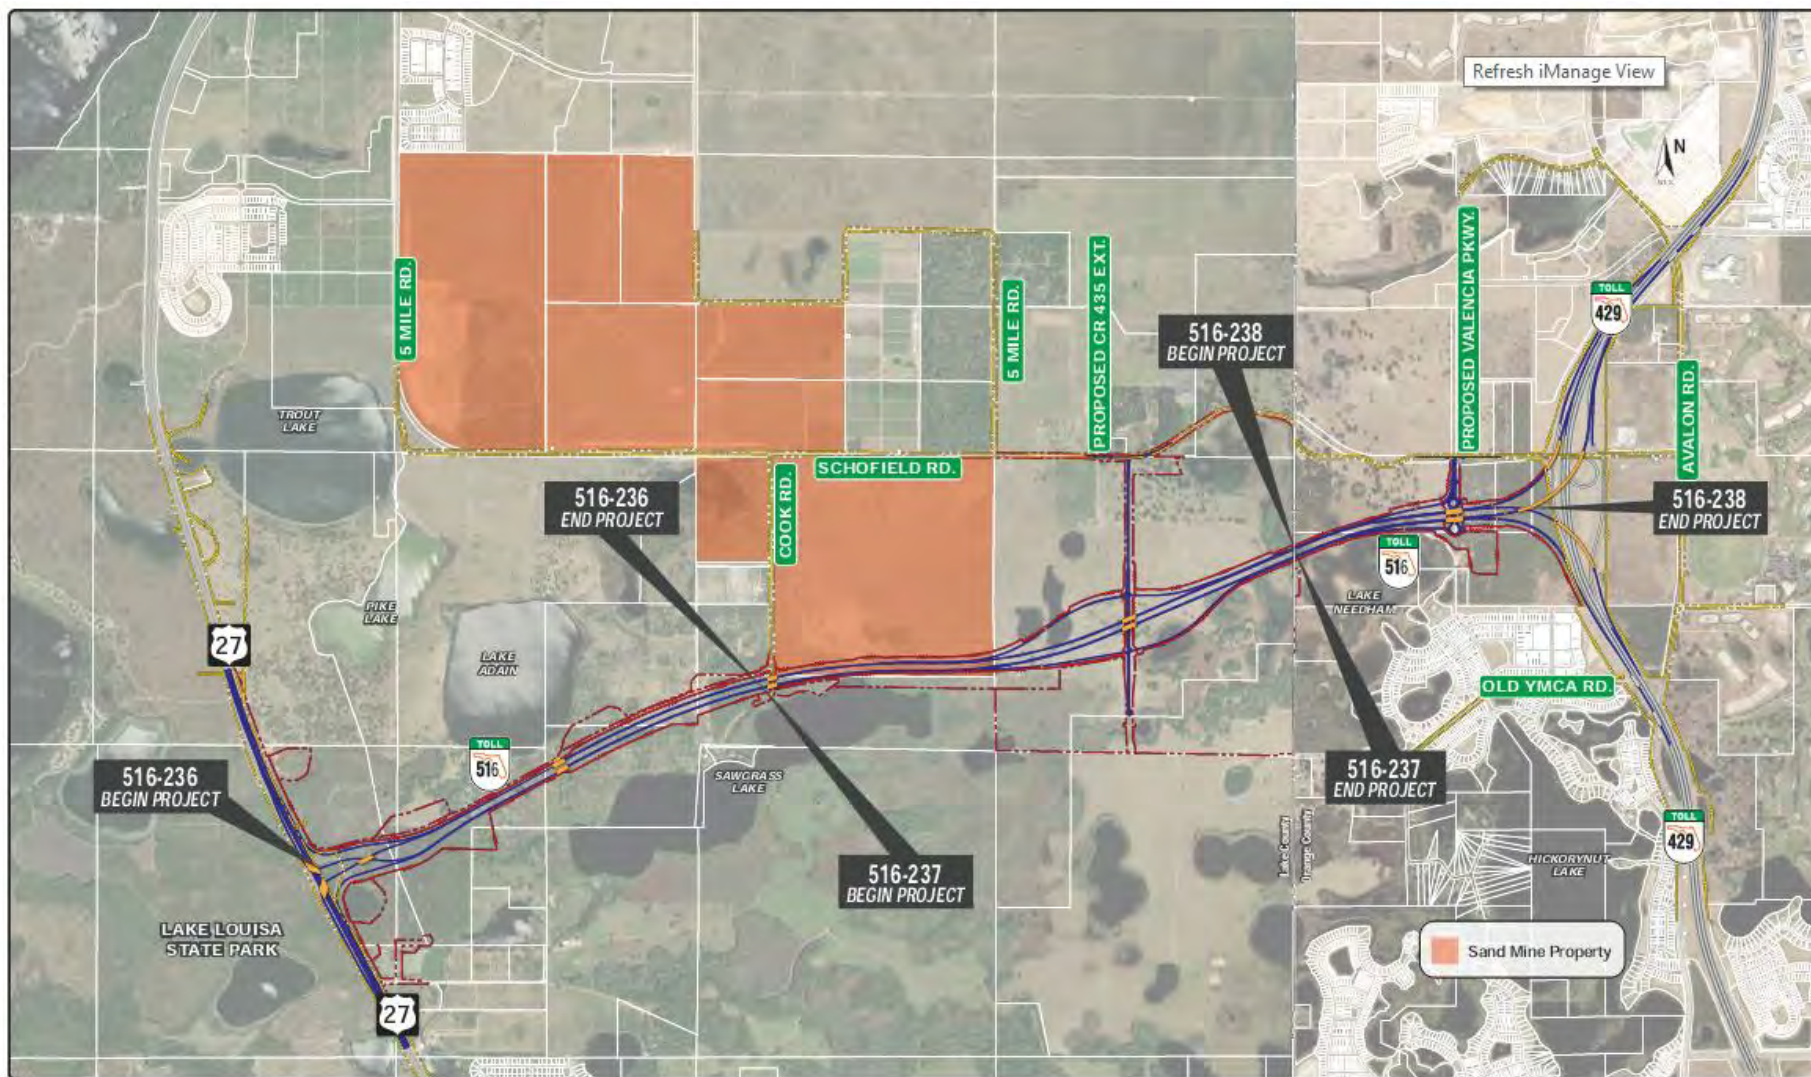 Refresh iManage View
N
5 MILE RD.
5 MILE RD.
PROPOSED CR 435 EXT.
PROPOSED VALENCIA PKWY.
TOLL
429
516-238
BEGIN PROJECT
AVALON RD.
TROUT
LAKE
SCHOFIELD RD.
COOK RD.
516-236
END PROJECT
516-238
END PROJECT
TOLL
516
LAKE
NEEDHAM
PIKE
LAKE
27
LAKE
ADAIN
OLD YMCA RD.
TOLL
516
516-236
BEGIN PROJECT
SAWGRASS
LAKE
516-237
END PROJECT
TOLL
429
Lake County
Orange County
516-237
BEGIN PROJECT
HICKORYNUT
LAKE
LAKE LOUISA
STATE PARK
Sand Mine Property
27